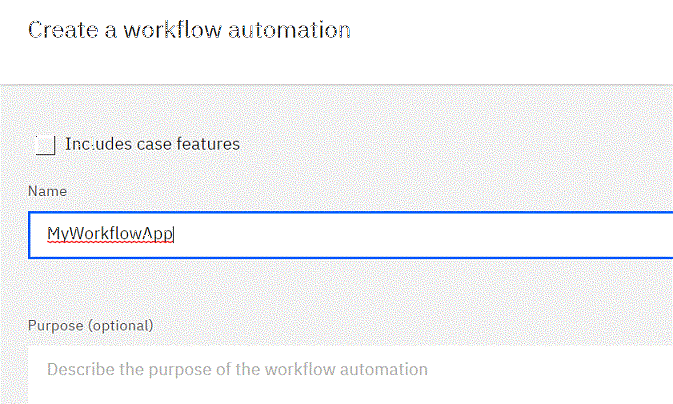 Create a workflow automation
Includes case features
Name
MyWorkflowApp
Purpose (optional)
Describe the purpose of the workflow automation